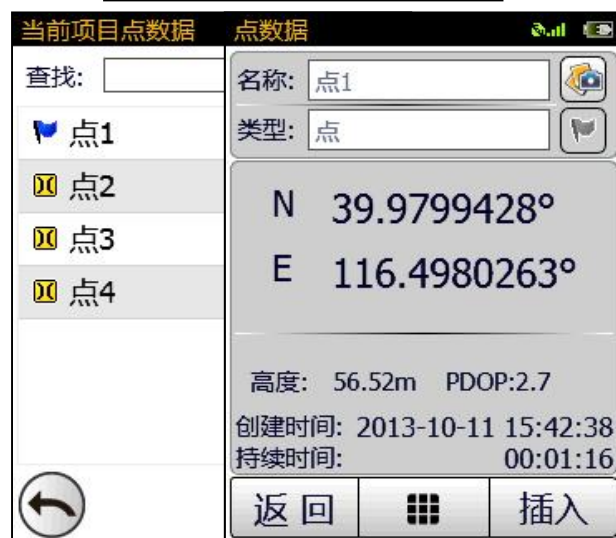 当前项目点数据
查找:
点1
点2
点3
点4
点数据
名称: 点1
类型: 点
N 39.9799428°
E 116.4980263°
高度: 56.52m PDOP:2.7
创建时间: 2013-10-11 15:42:38
持续时间: 00:01:16
返回 插入